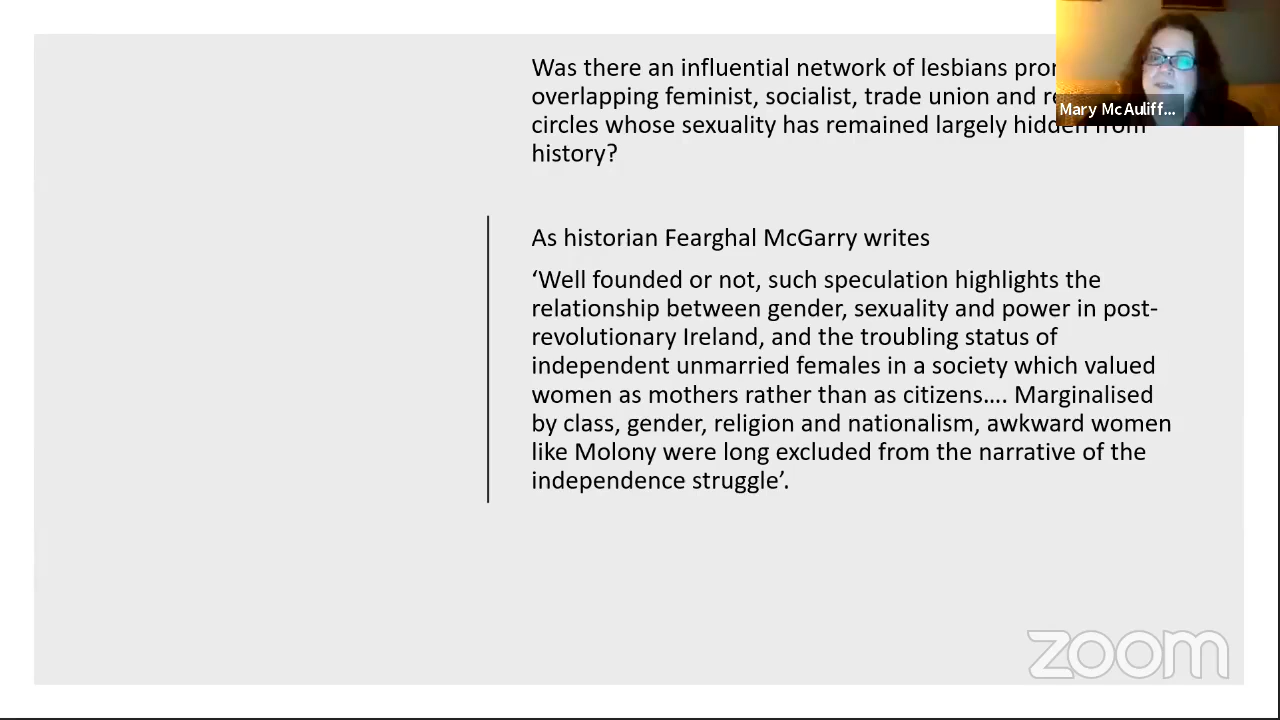 Was there an influential network of lesbians
overlapping feminist, socialist, trade union and
circles whose sexuality has remained largely hidden from
history?
As historian Fearghal McGarry writes
‘Well founded or not, such speculation highlights the
relationship between gender, sexuality and power in post-
revolutionary Ireland, and the troubling status of
independent unmarried females in a society which valued
women as mothers rather than as citizens.... Marginalised
by class, gender, religion and nationalism, awkward women
like Molony were long excluded from the narrative of the
independence struggle’.
Mary McAuliff...
zoom